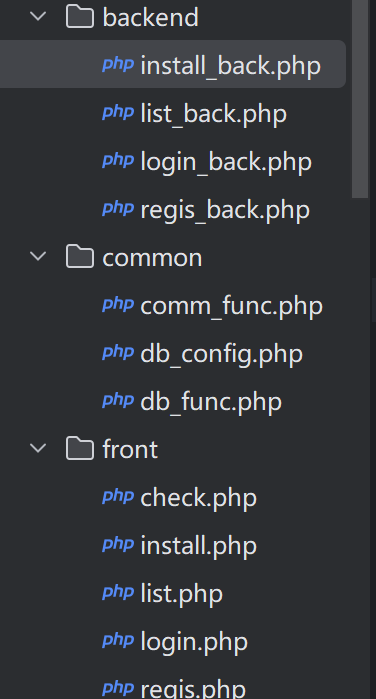 backend
php install_back.php
php list_back.php
php login_back.php
php regis_back.php
common
php comm_func.php
php db_config.php
php db_func.php
front
php check.php
php install.php
php list.php
php login.php
php regis.php